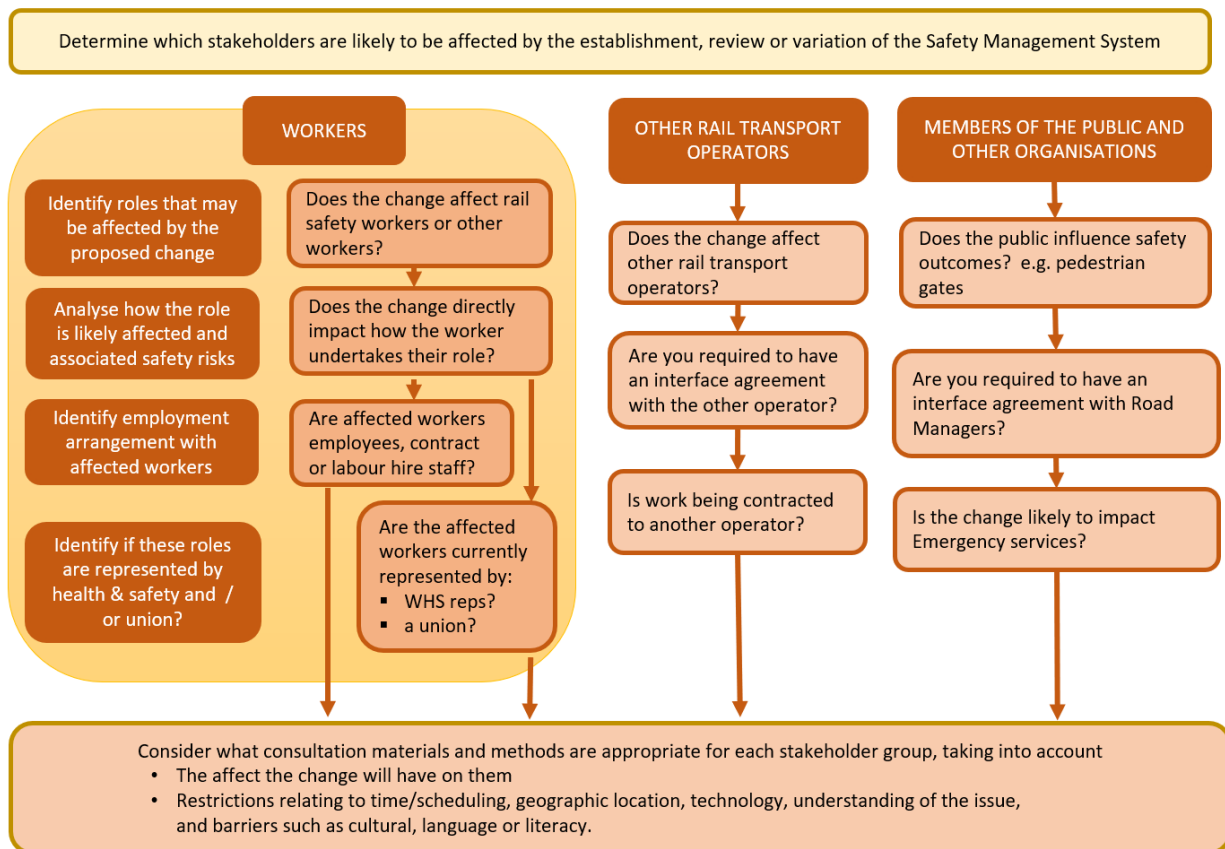 Determine which stakeholders are likely to be affected by the establishment, review or variation of the Safety Management System
WORKERS
Identify roles that may
be affected by the
proposed change
Does the change affect rail
safety workers or other
workers?
Analyse how the role
is likely affected and
associated safety risks
Does the change directly
impact how the worker
undertakes their role?
Identify employment
arrangement with
affected workers
Are affected workers
employees, contract
or labour hire staff?
Identify if these roles
are represented by
health & safety and /
or union?
Are the affected
workers currently
represented by:
▪ WHS reps?
▪ a union?
OTHER RAIL TRANSPORT
OPERATORS
Does the change affect
other rail transport
operators?
Are you required to have
an interface agreement
with the other operator?
Is work being contracted
to another operator?
MEMBERS OF THE PUBLIC AND
OTHER ORGANISATIONS
Does the public influence safety
outcomes? e.g. pedestrian
gates
Are you required to have an
interface agreement with Road
Managers?
Is the change likely to impact
Emergency services?
Consider what consultation materials and methods are appropriate for each stakeholder group, taking into account
• The affect the change will have on them
• Restrictions relating to time/scheduling, geographic location, technology, understanding of the issue,
and barriers such as cultural, language or literacy.